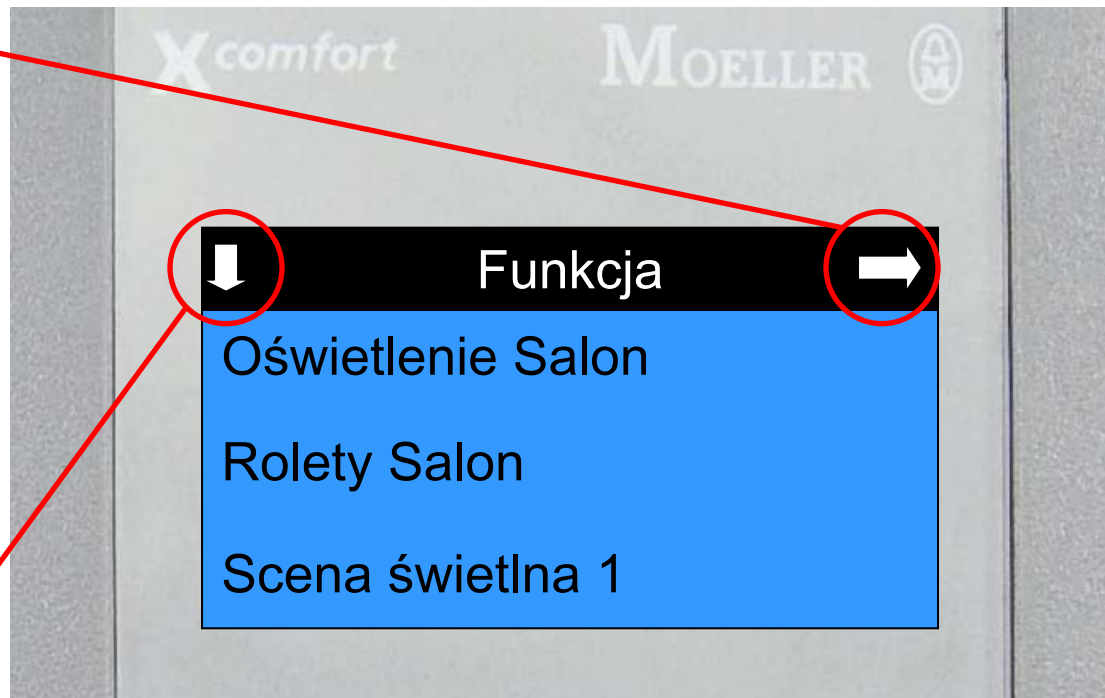 Xcomfort MOELLER
Funkcja
Oświetlenie Salon
Rolety Salon
Scena świetlna 1